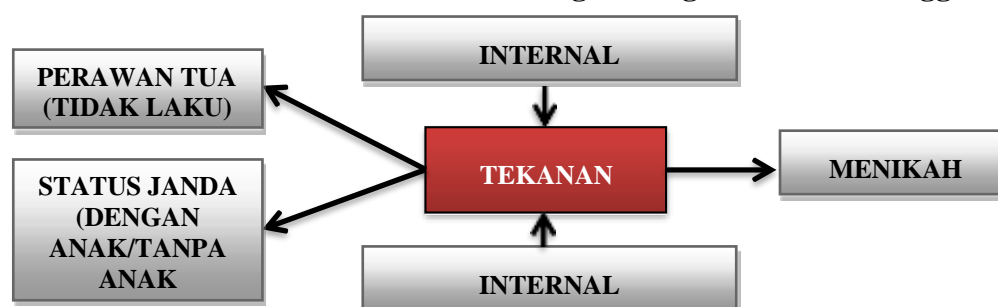 INTERNAL
PERAWAN TUA
(TIDAK LAKU)
TEKANAN
MENIKAH
STATUS JANDA
(DENGAN
ANAK/TANPA
ANAK
INTERNAL